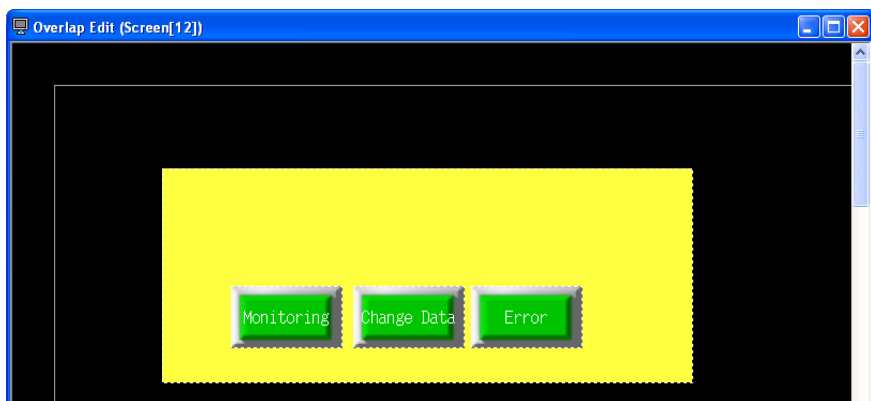 Overlap Edit (Screen[12])
Monitoring Change Data Error